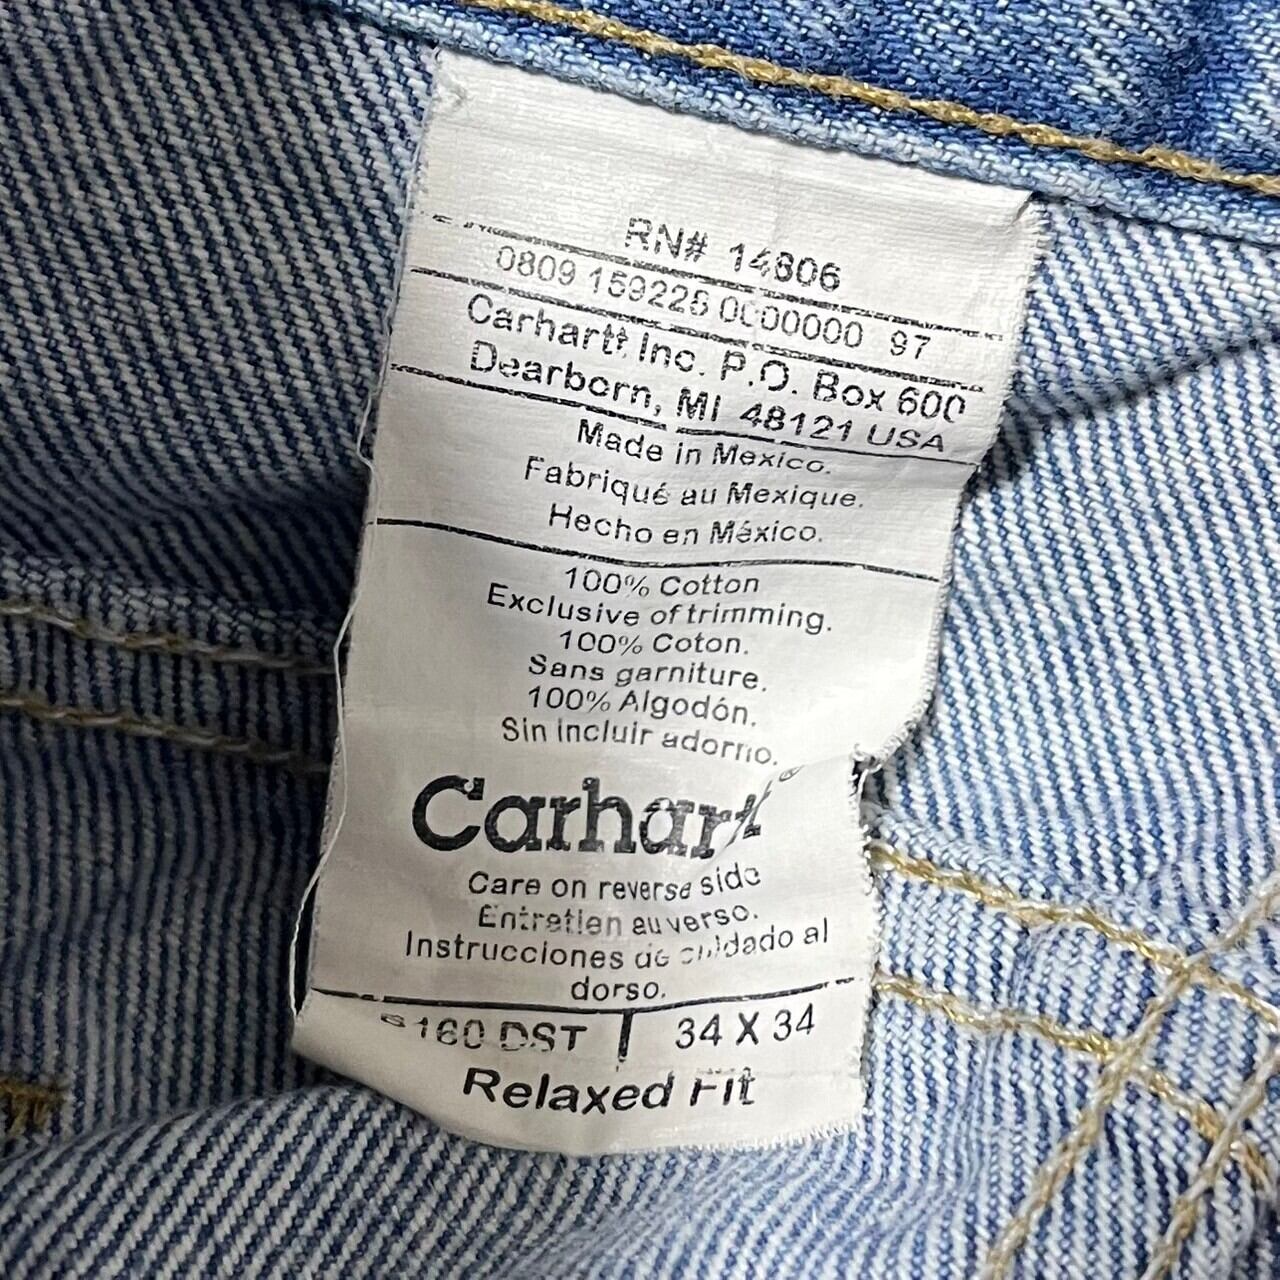 RN# 14806
0809 159228 0000000 97
Carhartt Inc. P.O. Box 600
Dearborn, MI 48121 USA
Made in Mexico.
Fabriqué au Mexique.
Hecho en México.
100% Cotton
Exclusive of trimming.
100% Coton.
Sans garniture.
100% Algodón.
Sin incluir adorno.
Carhartt
Care on reverse side
Entretien au verso.
Instrucciones de cuidado al
dorso.
160 DST 34 X 34
Relaxed Fit